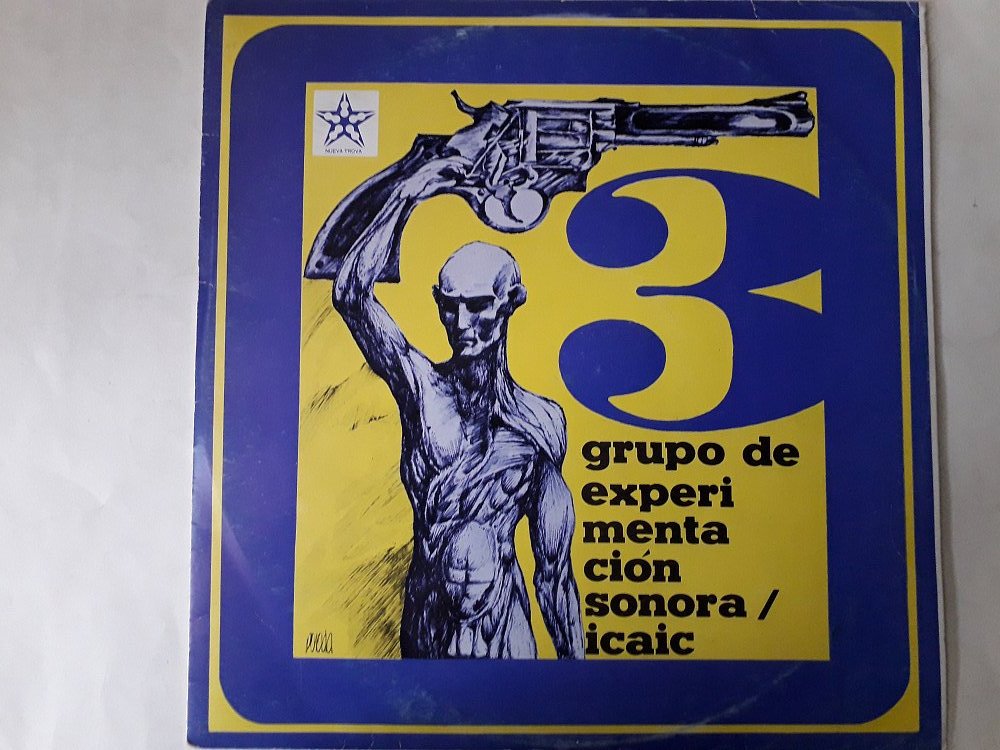 NUEVA TROVA
3
grupo de
experi
menta
ción
sonora /
icaic